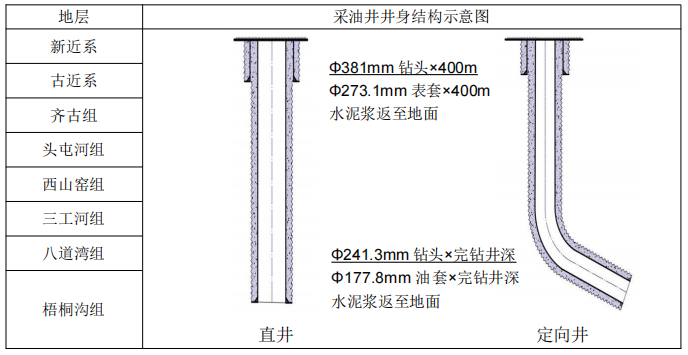 地层
采油井井身结构示意图
新近系
古近系
齐古组
头屯河组
西山窑组
三工河组
八道湾组
梧桐沟组
Φ381mm 钻头×400m
Φ273.1mm 表套×400m
水泥浆返至地面
Φ241.3mm 钻头×完钻井深
Φ177.8mm 油套×完钻井深
水泥浆返至地面
直井
定向井